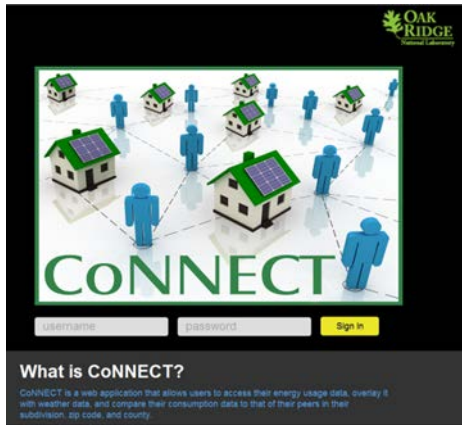 OAK
RIDGE
National Laboratory
CoNNECT
username
password
Sign In
What is CoNNECT?
CoNNECT is a web application that allows users to access their energy usage data, overlay it
with weather data, and compare their consumption data to that of their peers in their
subdivision, zip code, and county.